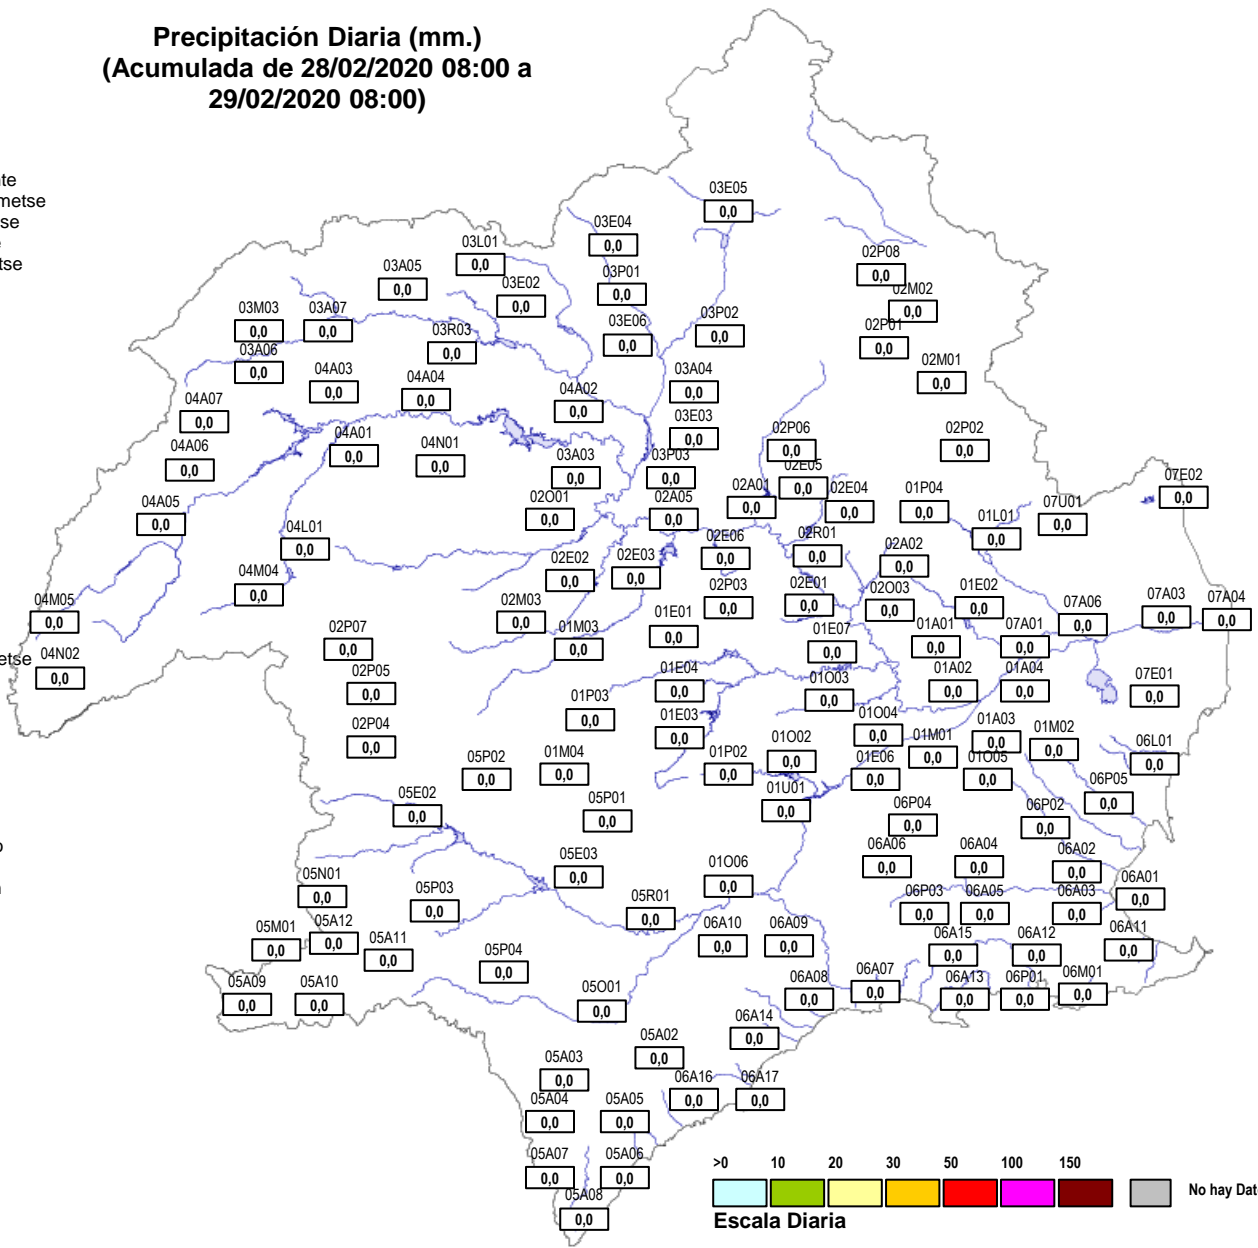 Precipitación Diaria (mm.)
(Acumulada de 28/02/2020 08:00 a
29/02/2020 08:00)
te
metse
se
tse
03E05
0,0
03E04
0,0
03L01
0,0
02P08
0,0
03A05
0,0
03P01
0,0
03E02
0,0
02M02
0,0
03M03
0,0
03A07
0,0
03P02
0,0
03E06
0,0
03R03
0,0
02P01
0,0
03A06
0,0
02M01
0,0
04A03
0,0
04A04
0,0
03A04
0,0
04A02
0,0
04A07
0,0
03E03
0,0
04A01
0,0
04N01
0,0
02P06
0,0
02P02
0,0
04A06
0,0
03A03
0,0
03P03
0,0
02E05
0,0
07E02
0,0
02A01
0,0
02E04
0,0
01P04
0,0
04A05
0,0
02O01
0,0
02A05
0,0
07U01
0,0
01L01
0,0
04L01
0,0
02E06
0,0
02R01
0,0
02A02
0,0
02E02
0,0
02E03
0,0
04M04
0,0
02P03
0,0
02E01
0,0
02O03
0,0
01E02
0,0
07A03
0,0
07A04
0,0
04M05
0,0
02M03
0,0
07A06
0,0
01E01
0,0
01M03
0,0
02P07
0,0
01E07
0,0
01A01
0,0
07A01
0,0
etse
04N02
0,0
02P05
0,0
01E04
0,0
01O03
0,0
01A02
0,0
01A04
0,0
07E01
0,0
01P03
0,0
01E03
0,0
01O04
0,0
01A03
0,0
02P04
0,0
01M02
0,0
01M01
0,0
01O02
0,0
06L01
0,0
05P02
0,0
01M04
0,0
01P02
0,0
01E06
0,0
01O05
0,0
06P05
0,0
05E02
0,0
05P01
0,0
01U01
0,0
06P04
0,0
06P02
0,0
o
05E03
0,0
01O06
0,0
06A06
0,0
06A04
0,0
06A02
0,0
05N01
0,0
05P03
0,0
05R01
0,0
06P03
0,0
06A05
0,0
06A03
0,0
06A01
0,0
05M01
0,0
05A12
0,0
05A11
0,0
06A10
0,0
06A09
0,0
06A15
0,0
06A12
0,0
06A11
0,0
05P04
0,0
05A09
0,0
05A10
0,0
05O01
0,0
06A08
0,0
06A07
0,0
06A13
0,0
06P01
0,0
06M01
0,0
06A14
0,0
05A02
0,0
05A03
0,0
06A16
0,0
06A17
0,0
05A04
0,0
05A05
0,0
05A07
0,0
05A06
0,0
05A08
0,0
>0 10 20 30 50 100 150
No hay Dat
Escala Diaria